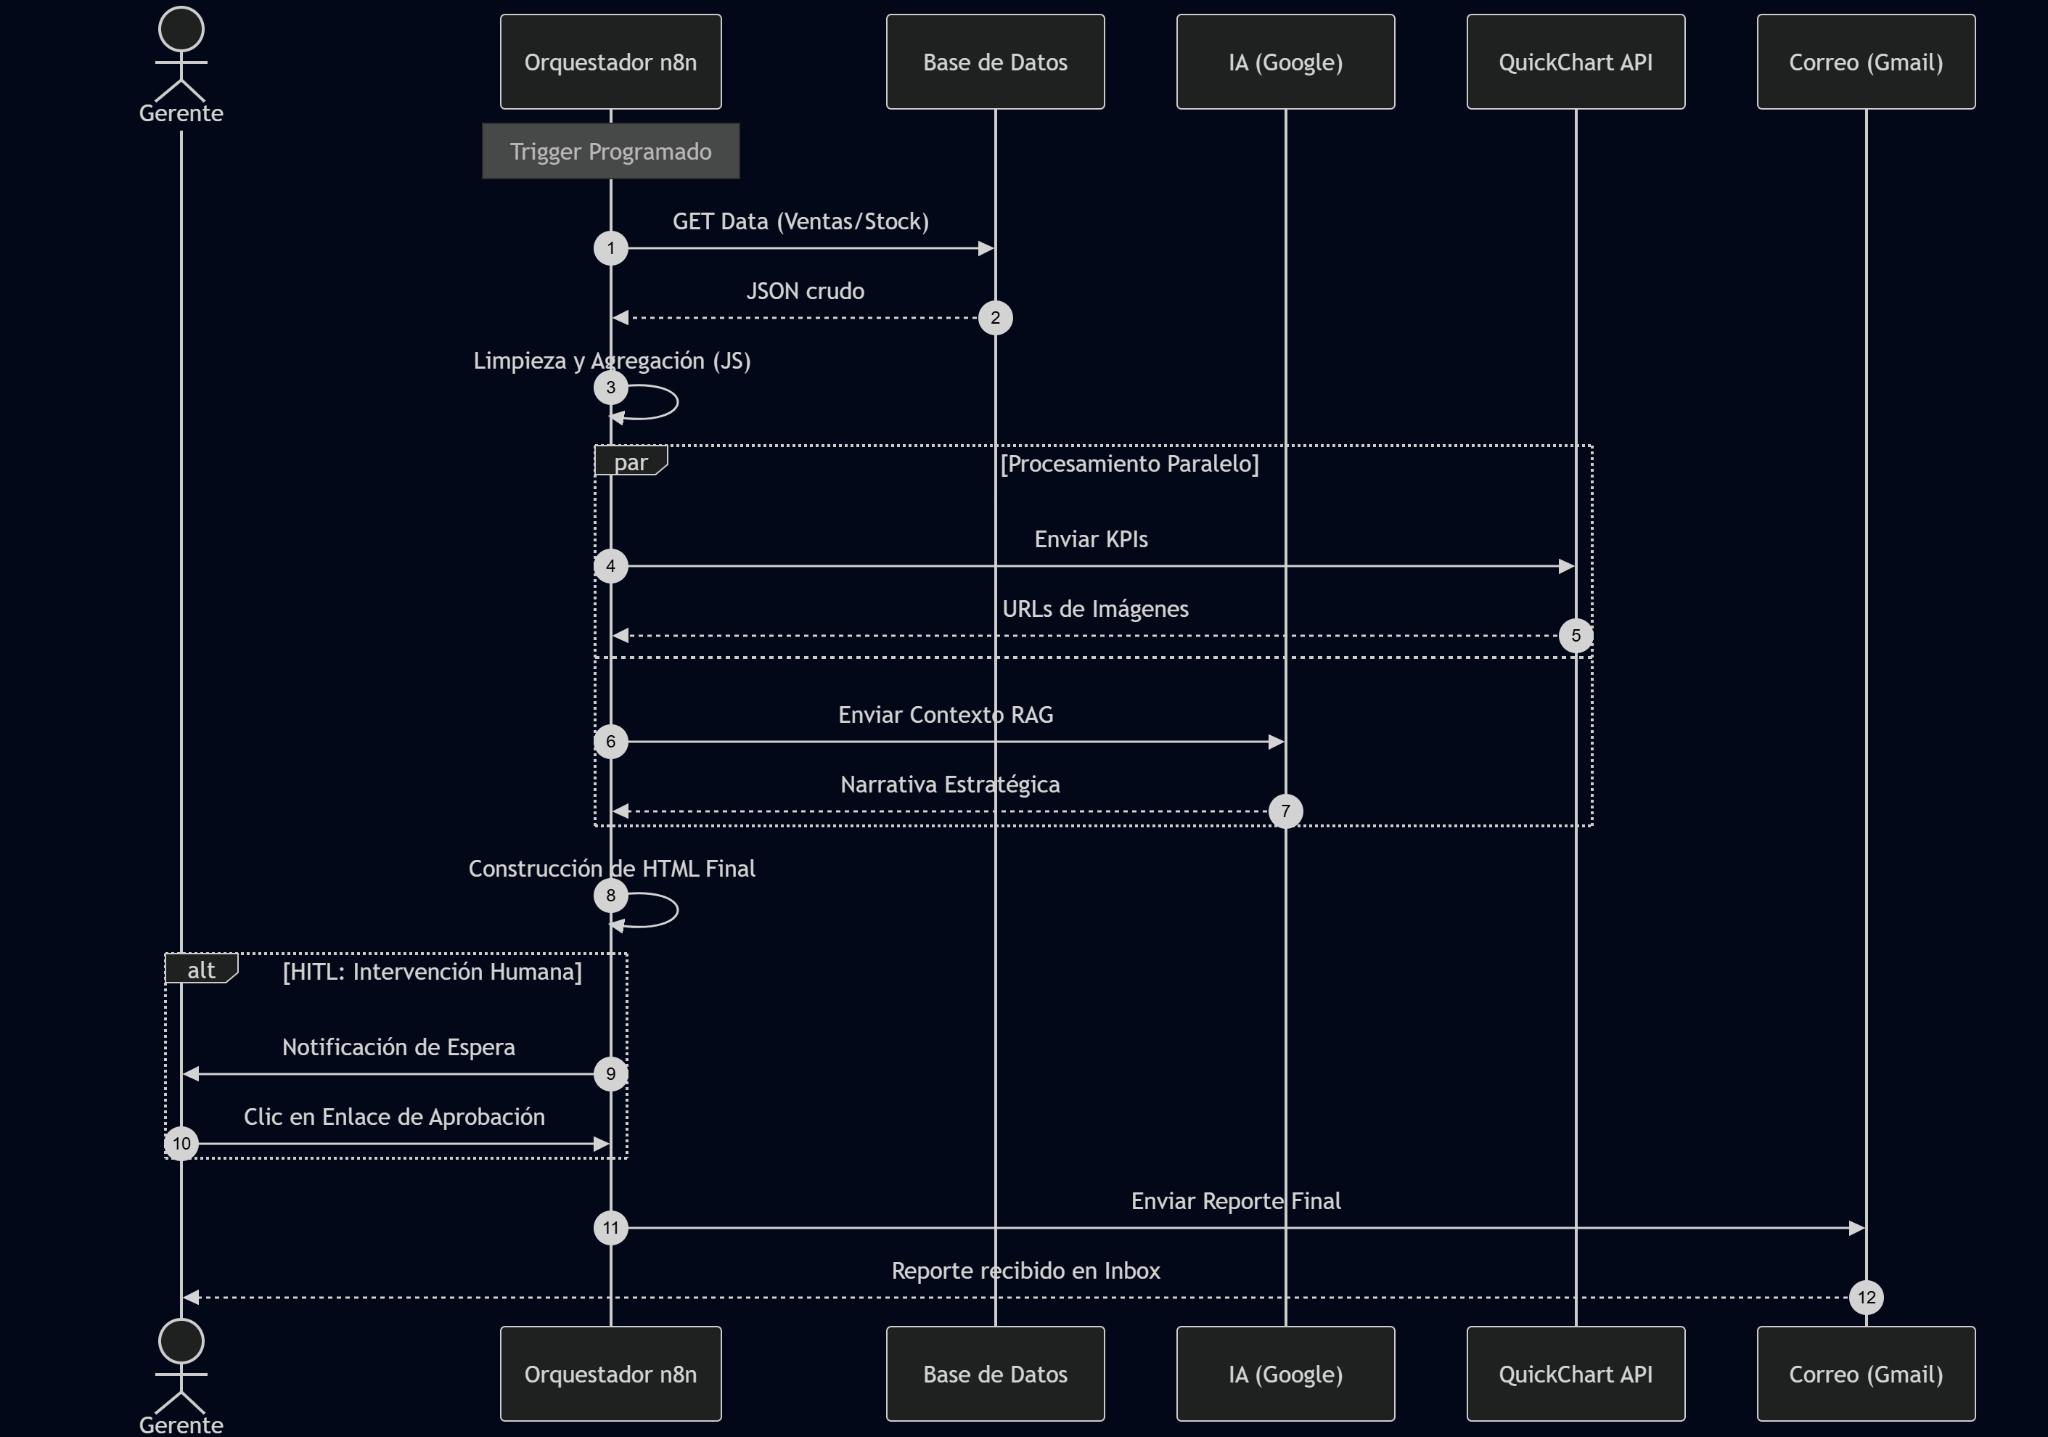 Gerente
Orquestador n8n
Base de Datos
IA (Google)
QuickChart API
Correo (Gmail)
Trigger Programado
GET Data (Ventas/Stock)
1
JSON crudo
2
Limpieza y Agregación (JS)
3
par
[Procesamiento Paralelo]
Enviar KPIs
4
URLs de Imágenes
5
Enviar Contexto RAG
6
Narrativa Estratégica
7
Construcción de HTML Final
8
alt
[HITL: Intervención Humana]
Notificación de Espera
9
Clic en Enlace de Aprobación
10
Enviar Reporte Final
11
Reporte recibido en Inbox
12
Gerente
Orquestador n8n
Base de Datos
IA (Google)
QuickChart API
Correo (Gmail)